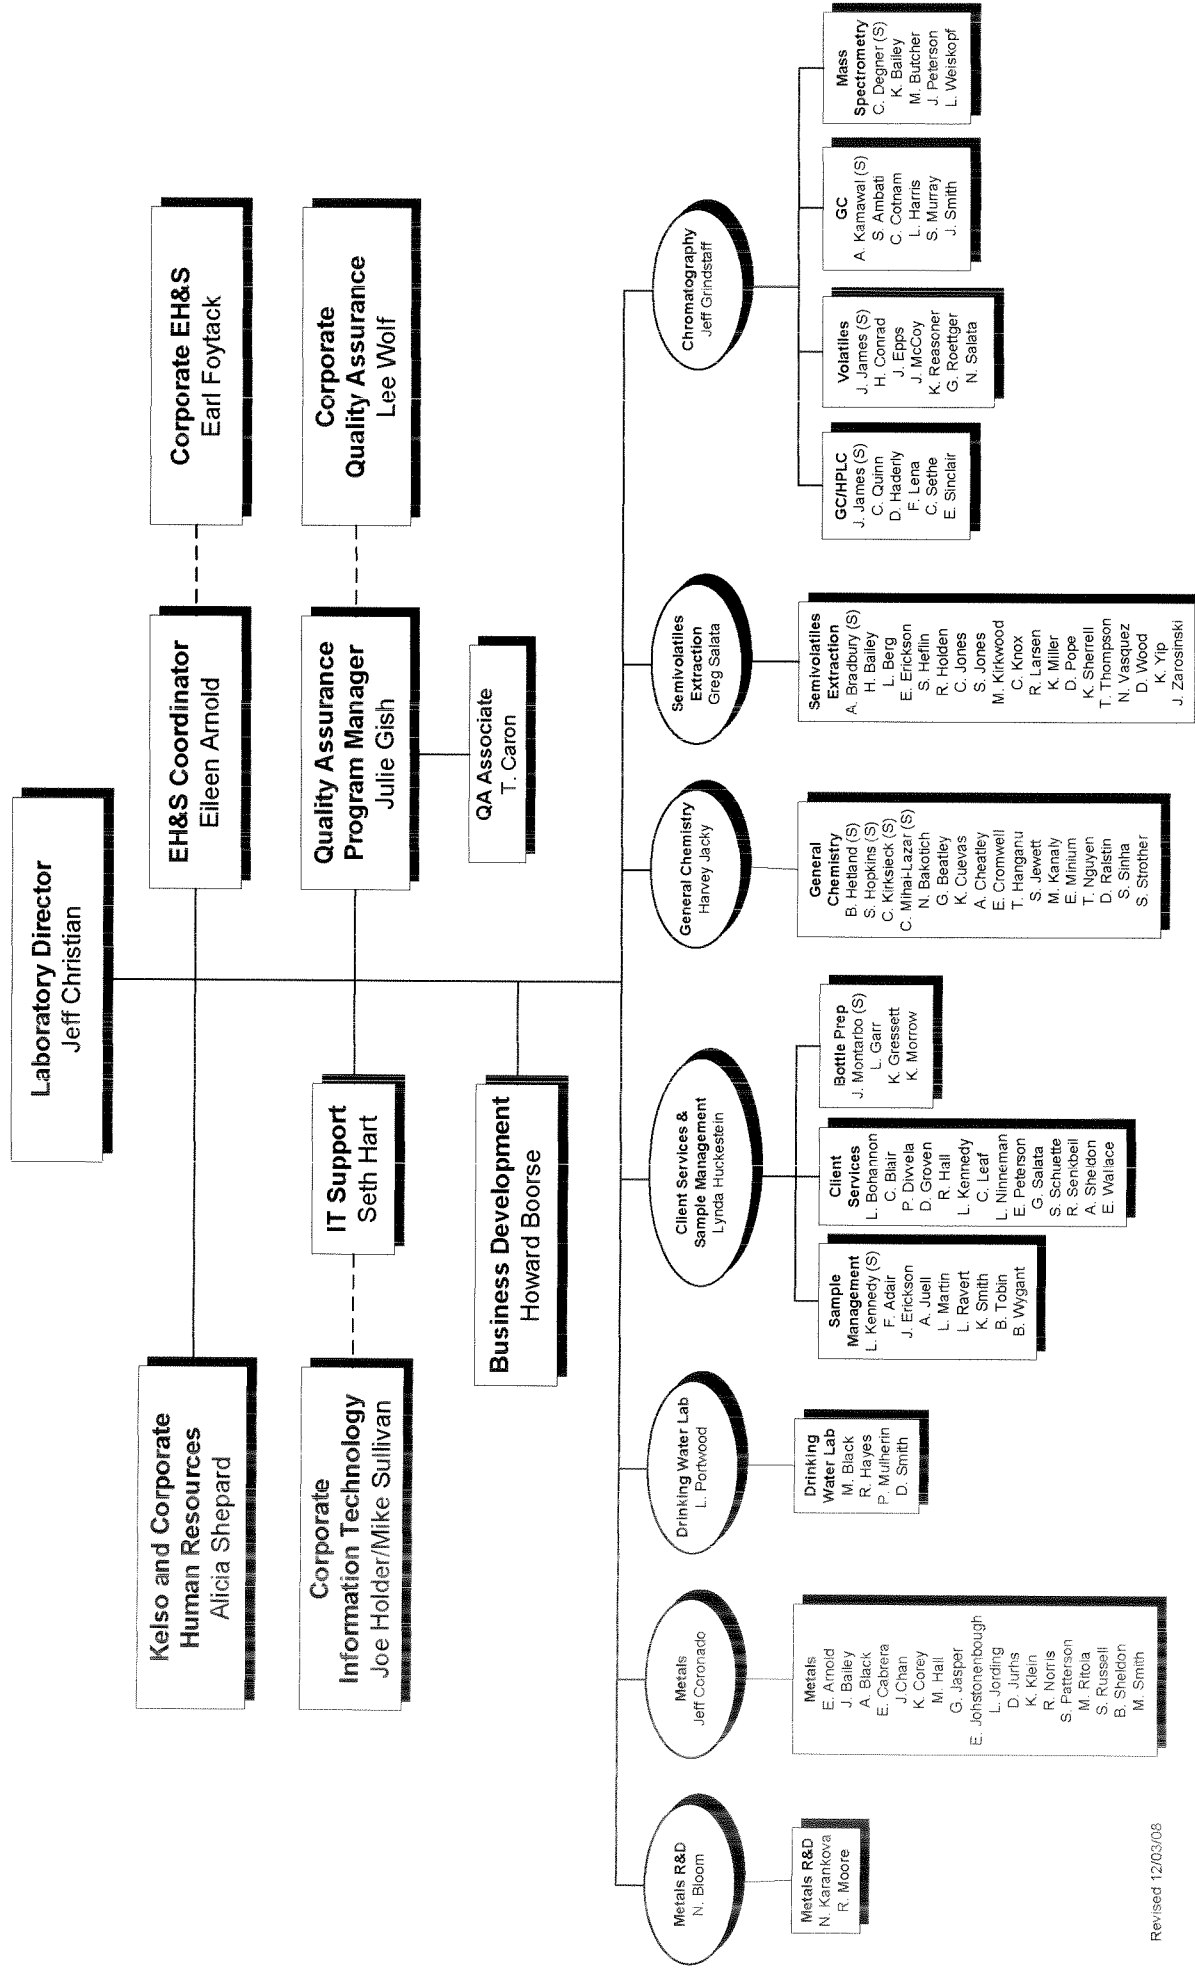 Laboratory Director
Jeff Christian
Kelso and Corporate
Human Resources
Alicia Shepard
EH&S Coordinator
Eileen Arnold
Corporate EH&S
Earl Foytack
Corporate
Information Technology
Joe Holder/Mike Sullivan
IT Support
Seth Hart
Quality Assurance
Program Manager
Julie Gish
Corporate
Quality Assurance
Lee Wolf
Business Development
Howard Boorse
QA Associate
T. Caron
Metals R&D
N. Bloom
Metals
Jeff Coronado
Drinking Water Lab
L. Portwood
Client Services &
Sample Management
Lynda Huckestein
General Chemistry
Harvey Jacky
Semivolatiles
Extraction
Greg Salata
Chromatography
Jeff Grindstaff
Metals R&D
N. Karankova
R. Moore
Metals
E. Arnold
J. Bailey
A. Black
E. Cabrera
J.Chan
K. Corey
M. Hall
G. Jasper
E. Johstonenbough
L. Jording
D. Jurhs
K. Klein
R. Norris
S. Patterson
M. Ritola
S. Russell
B. Sheldon
M. Smith
Drinking
Water Lab
M. Black
R. Hayes
P. Mulherin
D. Smith
Sample
Management
L. Kennedy (S)
F. Adair
J. Erickson
A. Juell
L. Martin
L. Ravert
K. Smith
B. Tobin
B. Wygant
Client
Services
L. Bohannon
C. Blair
P. Divvela
D. Groven
R. Hall
L. Kennedy
C. Leaf
L. Ninneman
E. Peterson
G. Salata
S. Schuette
R. Senkbeil
A. Sheldon
E. Wallace
Bottle Prep
J. Montarbo (S)
L. Garr
K. Gressett
K. Morrow
General
Chemistry
B. Hetland (S)
S. Hopkins (S)
C. Kirksieck (S)
C. Mihai-Lazar (S)
N. Bakotich
G. Beatley
K. Cuevas
A. Cheatley
E. Cromwell
T. Hanganu
S. Jewett
M. Kanaly
E. Minium
T. Nguyen
D. Ralstin
S. Sinha
S. Strother
Semivolatiles
Extraction
A. Bradbury (S)
H. Bailey
L. Berg
E. Erickson
S. Heflin
R. Holden
C. Jones
S. Jones
M. Kirkwood
C. Knox
R. Larsen
K. Miller
D. Pope
K. Sherrell
T. Thompson
N. Vasquez
D. Wood
K. Yip
J. Zarosinski
GC/HPLC
J. James (S)
C. Quinn
D. Haderly
F. Lena
C. Sethe
E. Sinclair
Volatiles
J. James (S)
H. Conrad
J. Epps
J. McCoy
K. Reasoner
G. Roettger
N. Salata
GC
A. Kamawal (S)
S. Ambati
C. Cotnam
L. Harris
S. Murray
J. Smith
Mass
Spectrometry
C. Degner (S)
K. Bailey
M. Butcher
J. Peterson
L. Weiskopf
Revised 12/03/08